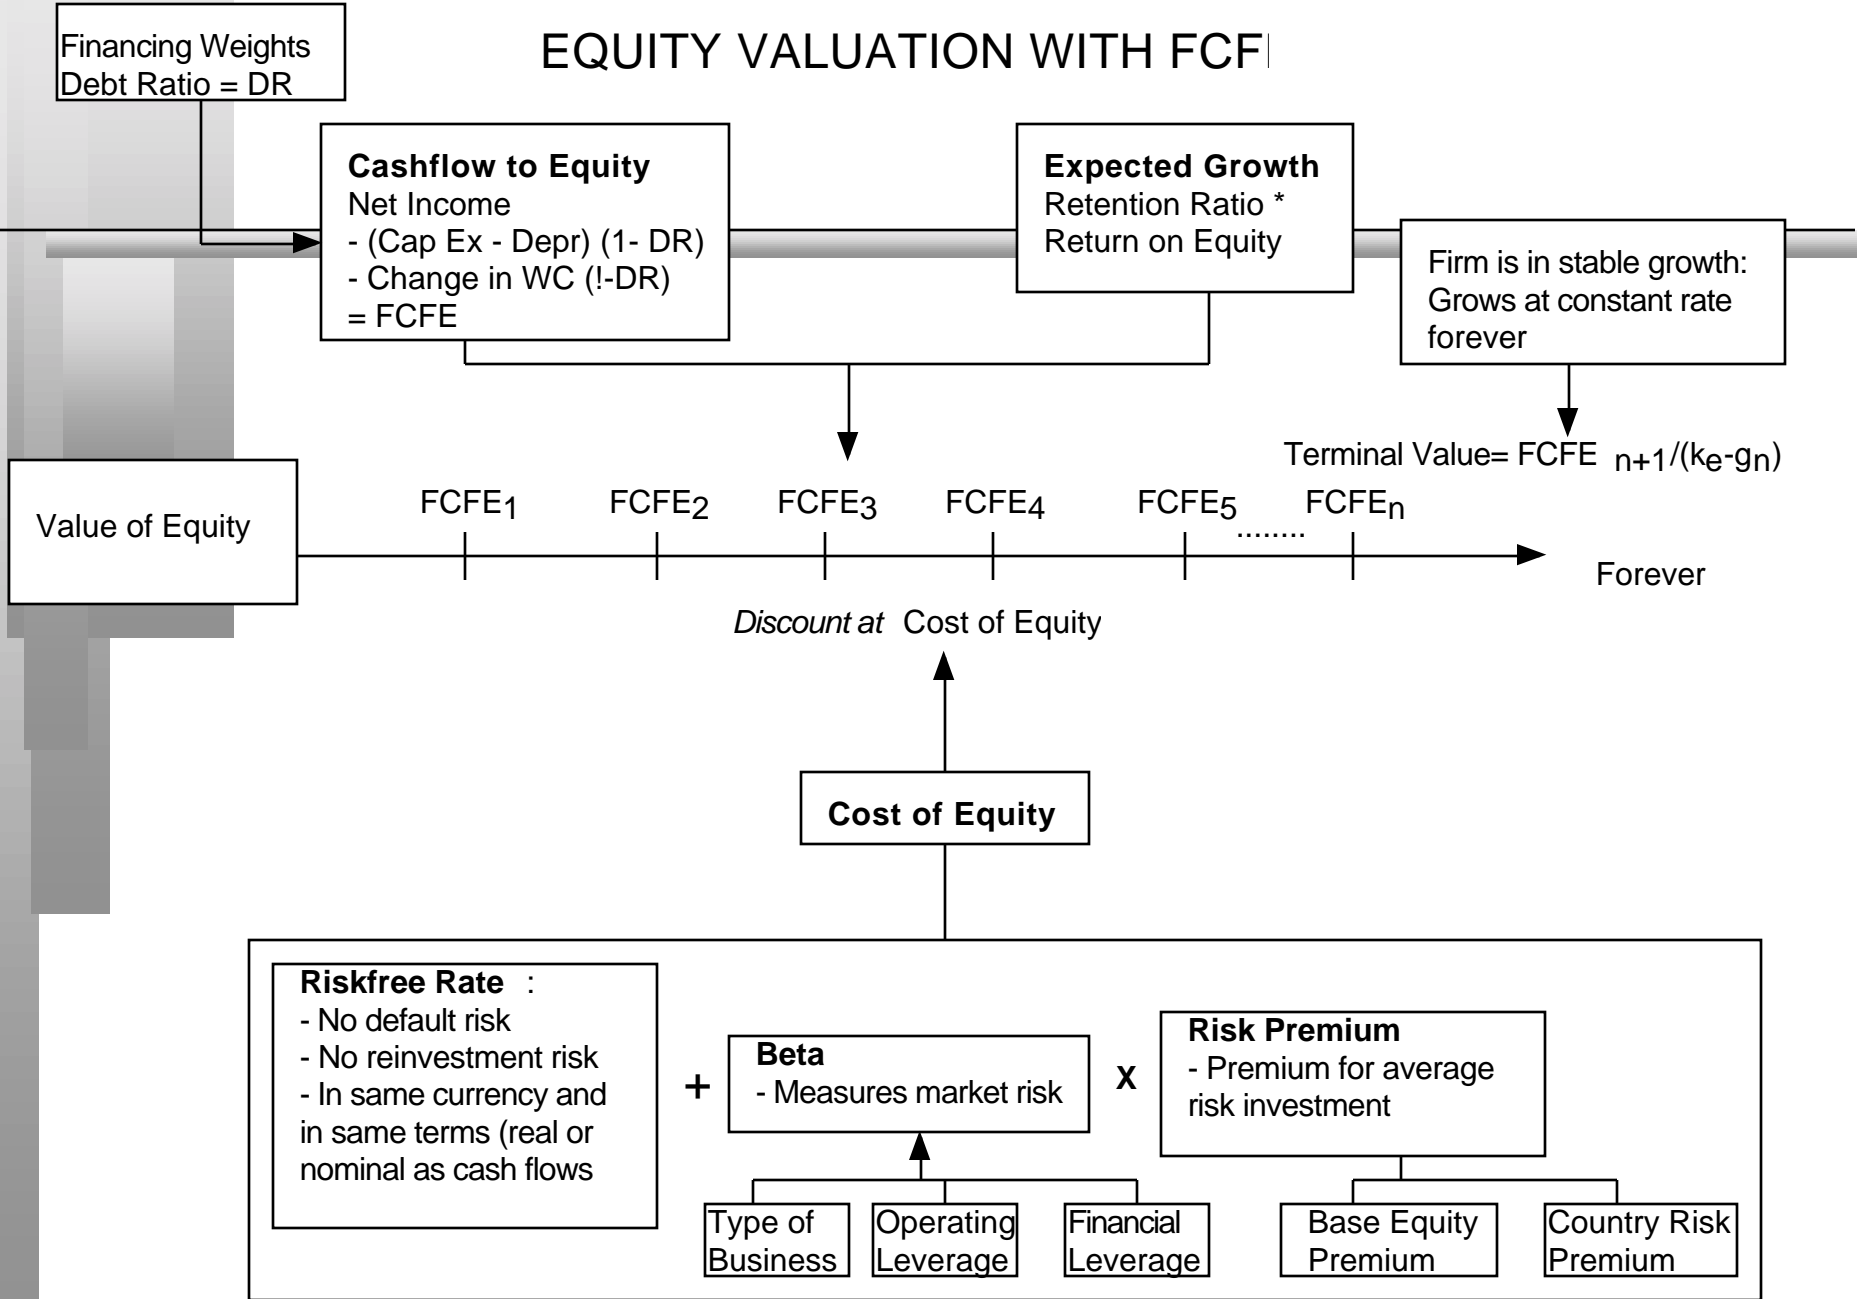 Financing Weights
Debt Ratio = DR
EQUITY VALUATION WITH FCF
Cashflow to Equity
Net Income
- (Cap Ex - Depr) (1- DR)
- Change in WC (!-DR)
= FCFE
Expected Growth
Retention Ratio *
Return on Equity
Firm is in stable growth:
Grows at constant rate
forever
Terminal Value= FCFE n+1/(ke-gn)
Value of Equity
FCFE1 FCFE2 FCFE3 FCFE4 FCFE5 ........ FCFEn
Forever
Discount at Cost of Equity
Cost of Equity
Riskfree Rate :
- No default risk
- No reinvestment risk
- In same currency and
in same terms (real or
nominal as cash flows
+
Beta
- Measures market risk
X
Risk Premium
- Premium for average
risk investment
Type of
Business
Operating
Leverage
Financial
Leverage
Base Equity
Premium
Country Risk
Premium